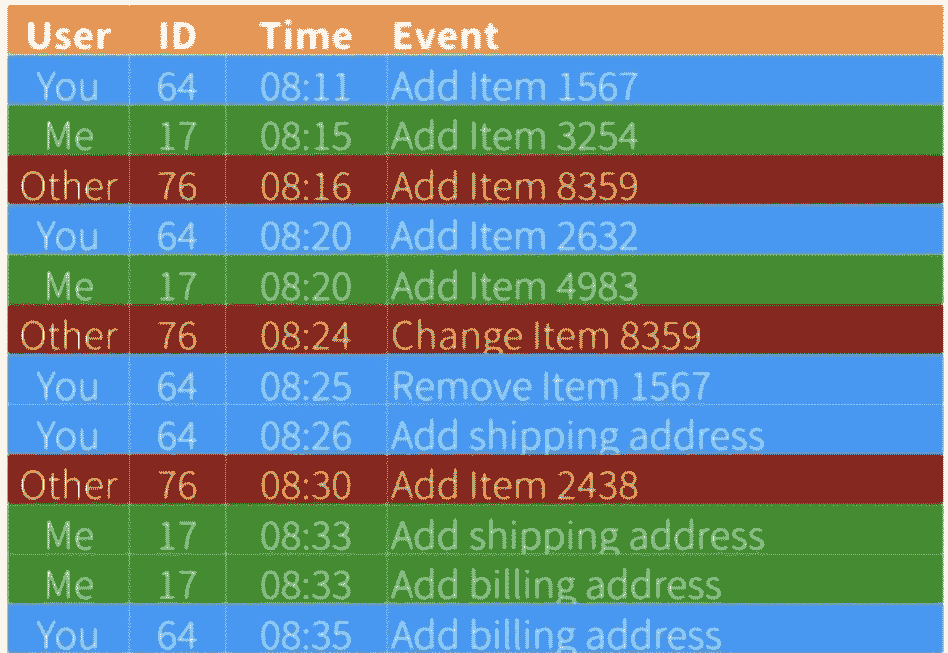 User ID Time Event
You 64 08:11 Add Item 1567
Me 17 08:15 Add Item 3254
Other 76 08:16 Add Item 8359
You 64 08:20 Add Item 2632
Me 17 08:20 Add Item 4983
Other 76 08:24 Change Item 8359
You 64 08:25 Remove Item 1567
You 64 08:26 Add shipping address
Other 76 08:30 Add Item 2438
Me 17 08:33 Add shipping address
Me 17 08:33 Add billing address
You 64 08:35 Add billing address